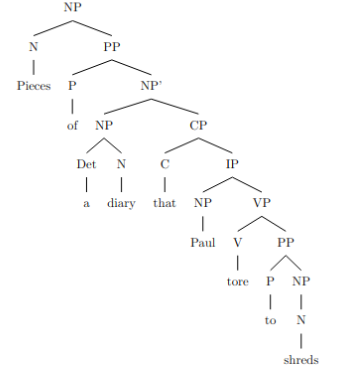 NP
N PP
Pieces P NP'
of NP CP
Det N C IP
a diary that NP VP
Paul V PP
tore P NP
to N
shreds